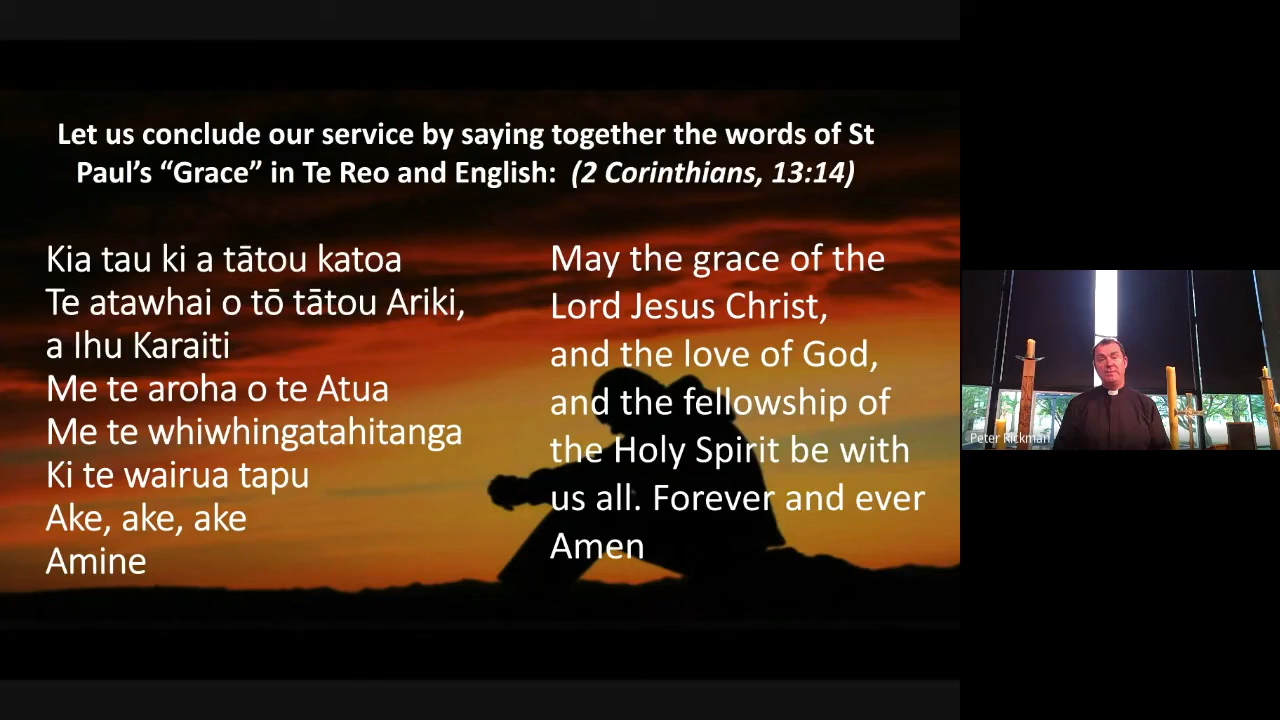 Let us conclude our service by saying together the words of St
Paul's “Grace” in Te Reo and English: (2 Corinthians, 13:14)
Kia tau ki a tātou katoa
Te atawhai o tō tātou Ariki,
a Ihu Karaiti
Me te aroha o te Atua
Me te whiwhingatahitanga
Ki te wairua tapu
Ake, ake, ake
Amine
May the grace of the
Lord Jesus Christ,
and the love of God,
and the fellowship of
the Holy Spirit be with
us all. Forever and ever
Amen
Peter Rickman